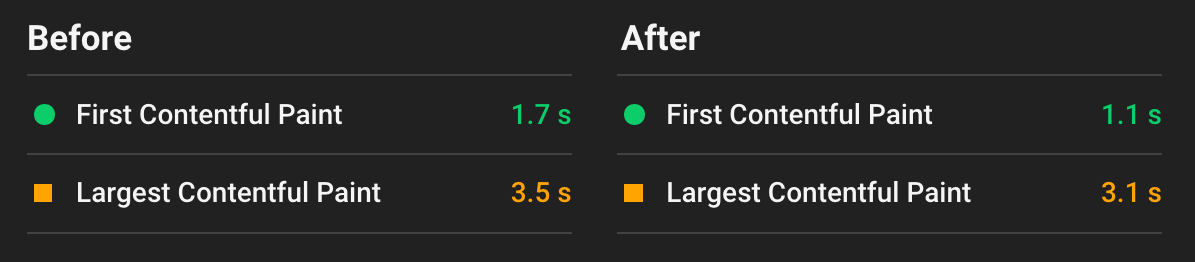 Before
First Contentful Paint 1.7 s
Largest Contentful Paint 3.5 s
After
First Contentful Paint 1.1 s
Largest Contentful Paint 3.1 s